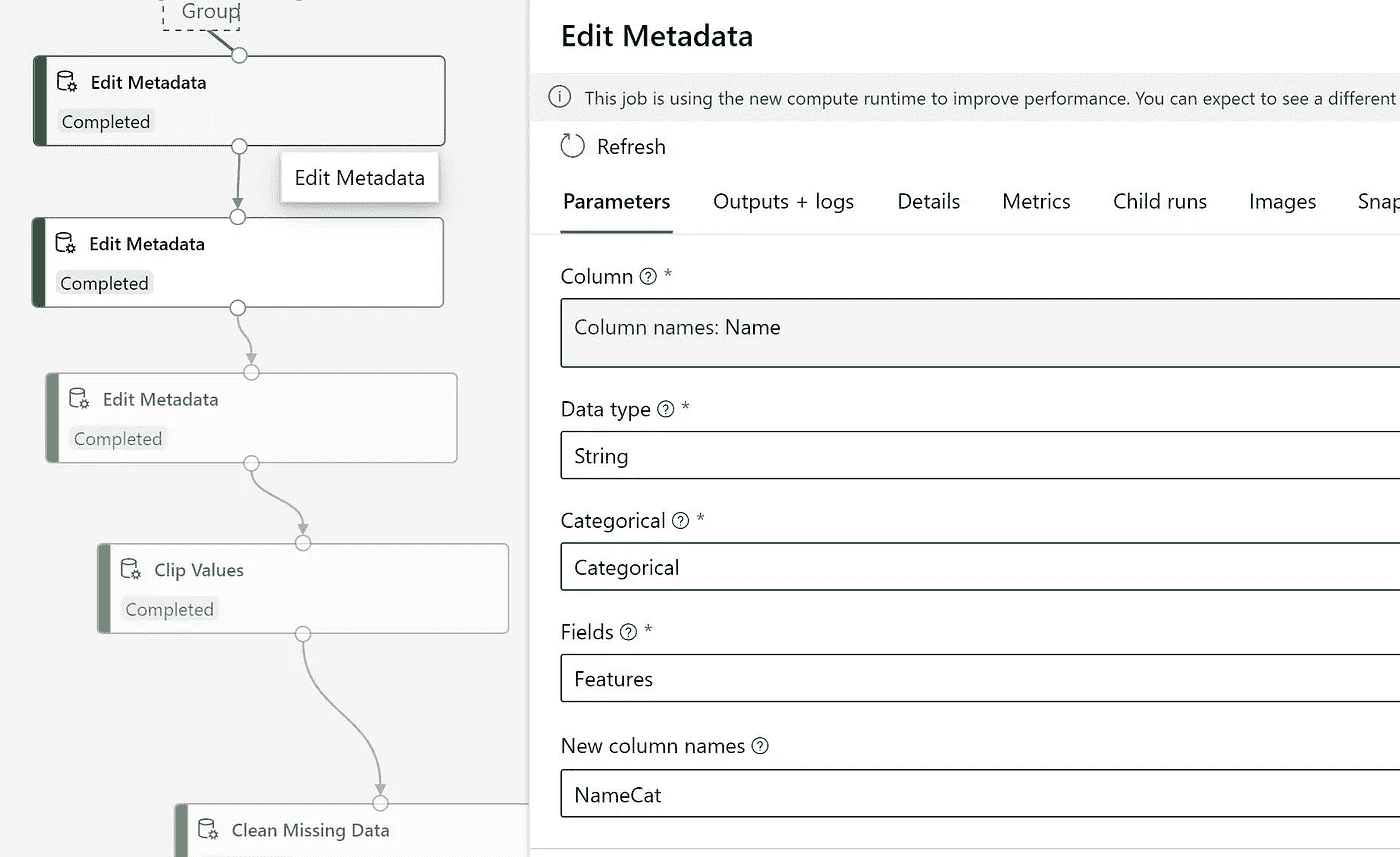 Group
Edit Metadata
Completed
Edit Metadata
Edit Metadata
Completed
Edit Metadata
Completed
Clip Values
Completed
Clean Missing Data
Edit Metadata
This job is using the new compute runtime to improve performance. You can expect to see a different
Refresh
Parameters Outputs + logs Details Metrics Child runs Images Snap
Column *
Column names: Name
Data type *
String
Categorical *
Categorical
Fields *
Features
New column names
NameCat